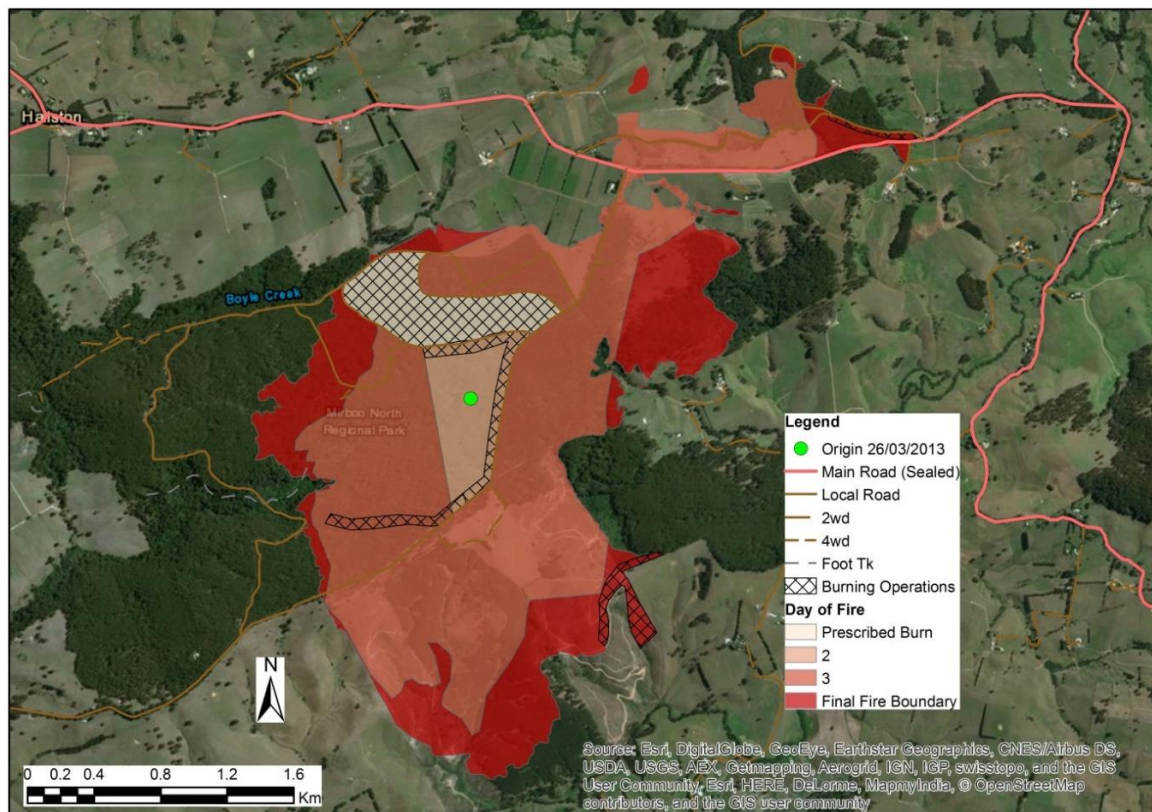 Hallston
Boyle Creek
Mirboo North
Regional Park
Legend
Origin 26/03/2013
Main Road (Sealed)
Local Road
2wd
4wd
Foot Tk
Burning Operations
Day of Fire
Prescribed Burn
2
3
Final Fire Boundary
N
0 0.2 0.4 0.8 1.2 1.6
Km
Source: Esri, DigitalGlobe, GeoEye, Earthstar Geographics, CNES/Airbus DS,
USDA, USGS, AEX, Getmapping, Aerogrid, IGN, IGP, swisstopo, and the GIS
User Community, Esri, HERE, DeLorme, MapmyIndia, © OpenStreetMap
contributors, and the GIS user community